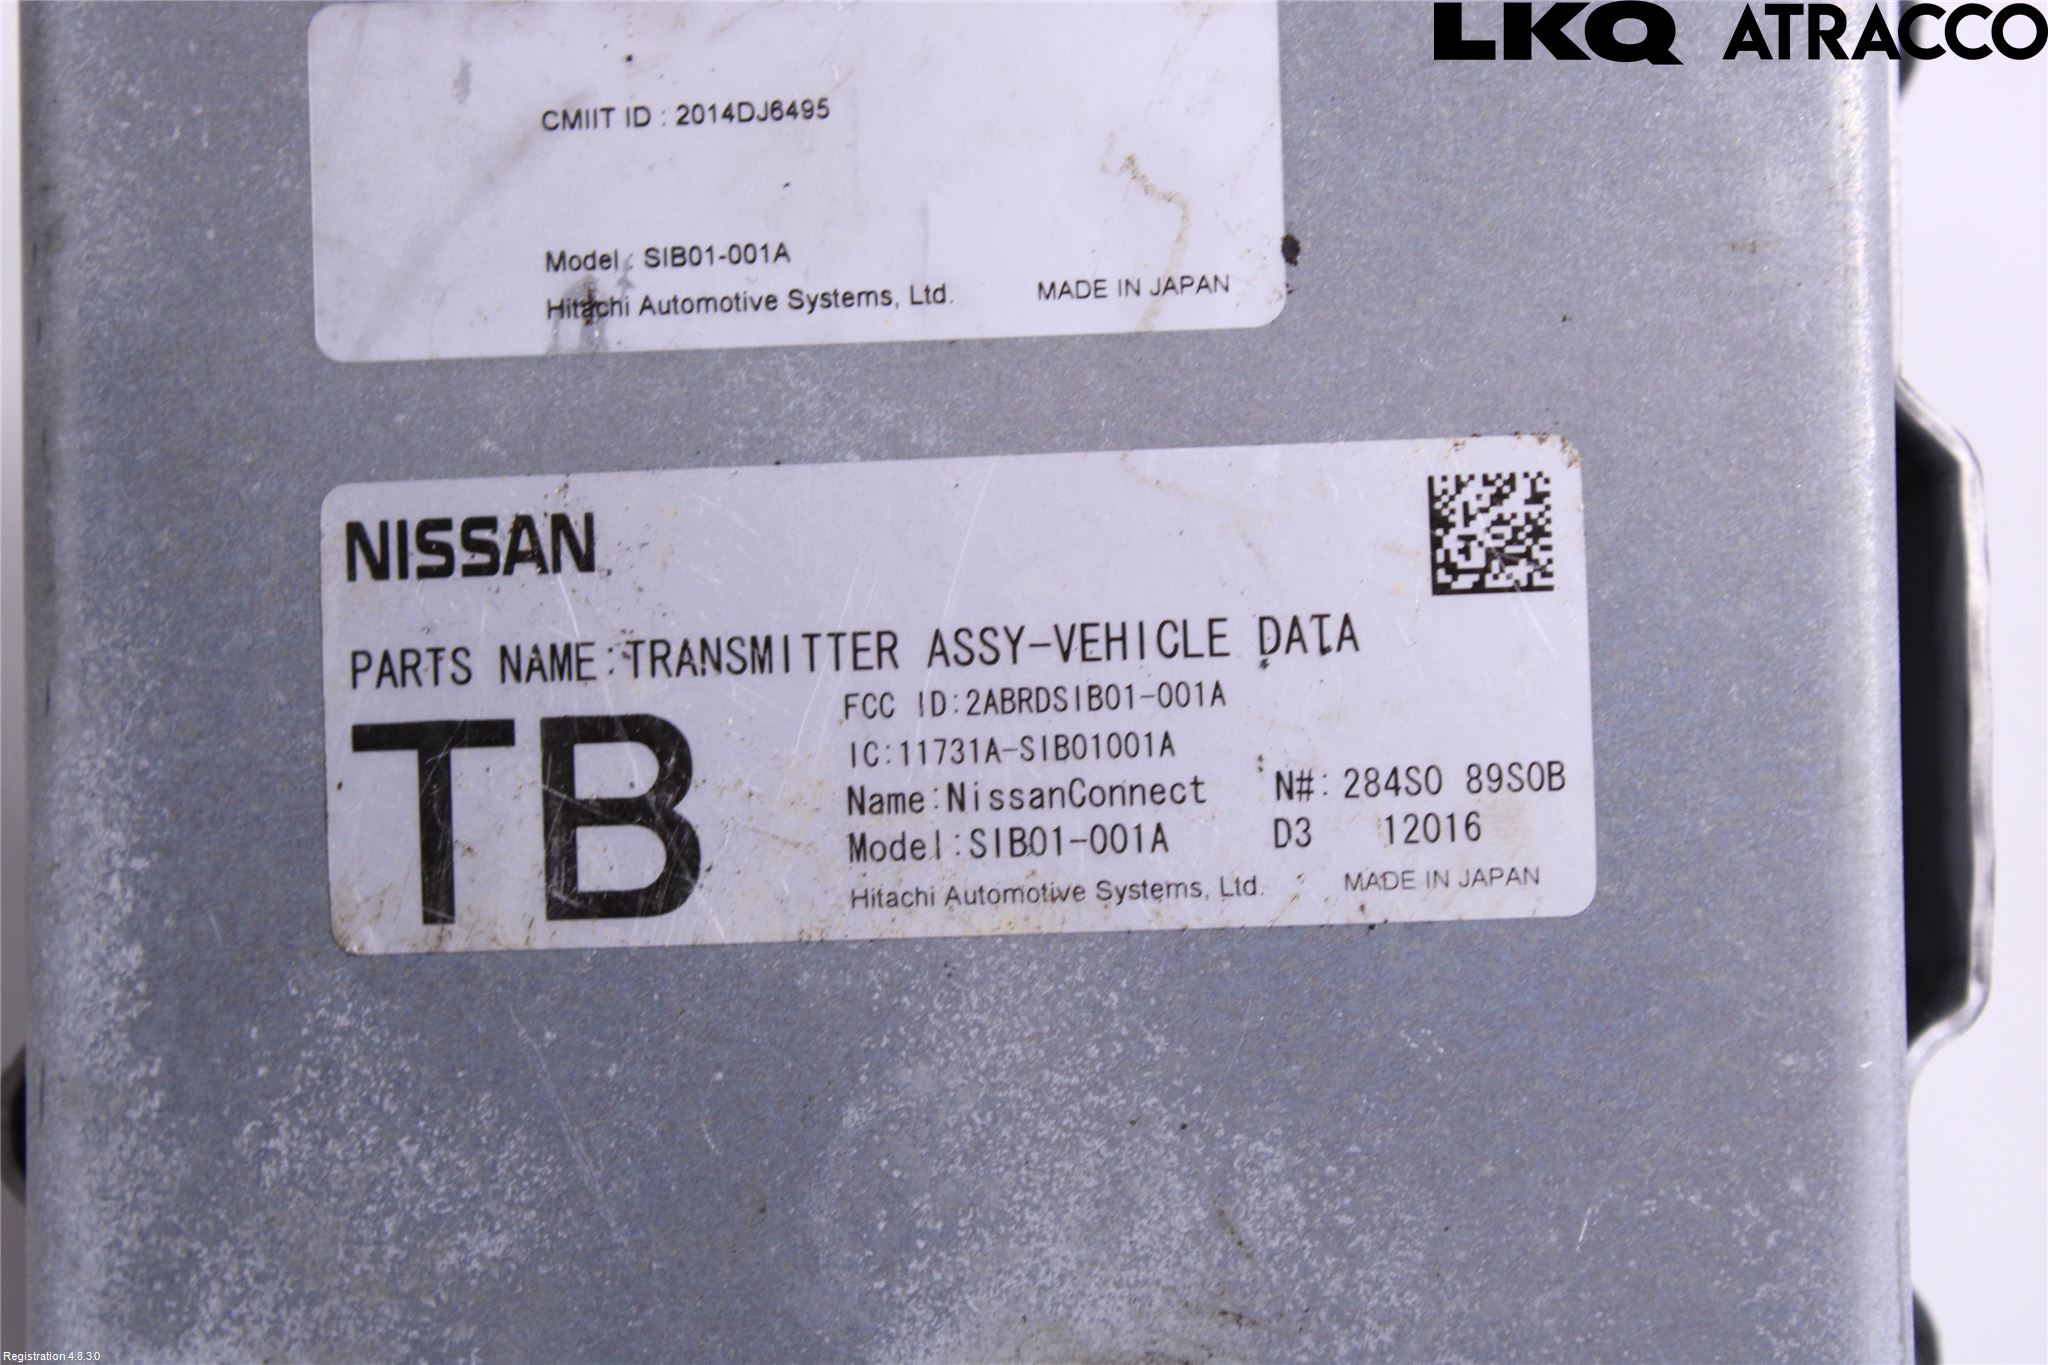 LKQ ATRACCO
CMIIT ID : 2014DJ6495
Model : SIB01-001A
Hitachi Automotive Systems, Ltd. MADE IN JAPAN
NISSAN
PARTS NAME:TRANSMITTER ASSY-VEHICLE DATA
TB
FCC ID:2ABRDSIB01-001A
IC:11731A-SIB01001A
Name:NissanConnect N#: 284S0 89S0B
Model:SIB01-001A D3 12016
Hitachi Automotive Systems, Ltd. MADE IN JAPAN
Registration 4.8.3.0